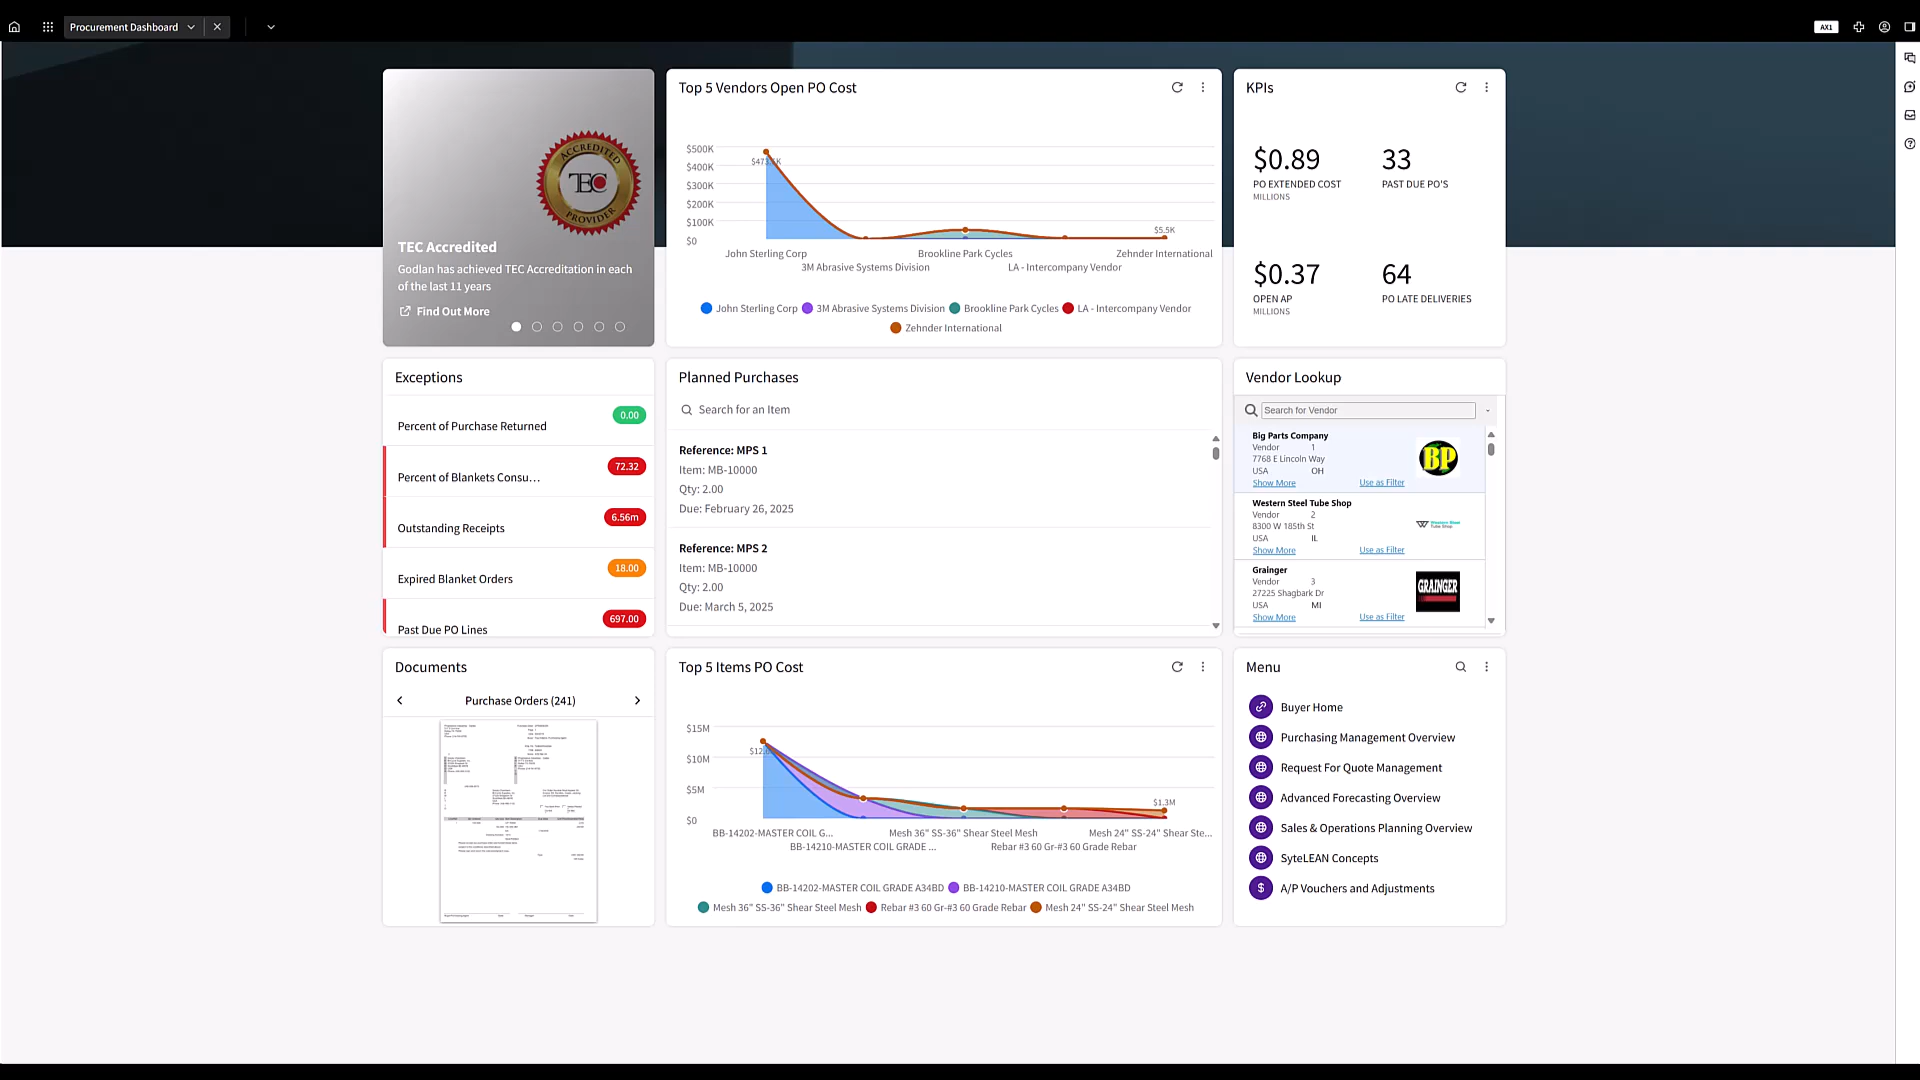 Procurement Dashboard
AX1
ACCREDITED
TEC
PROVIDER
TEC Accredited
Godlan has achieved TEC Accreditation in each
of the last 11 years
Find Out More
Top 5 Vendors Open PO Cost
$500K
$400K
$300K
$200K
$100K
$0
$5.5K
John Sterling Corp
Brookline Park Cycles
Zehnder International
3M Abrasive Systems Division
LA - Intercompany Vendor
John Sterling Corp
3M Abrasive Systems Division
Brookline Park Cycles
LA - Intercompany Vendor
Zehnder International
KPIs
$0.89
PO EXTENDED COST
MILLIONS
33
PAST DUE PO'S
$0.37
OPEN AP
MILLIONS
64
PO LATE DELIVERIES
Exceptions
0.00
Percent of Purchase Returned
72.32
Percent of Blankets Consu...
6.56m
Outstanding Receipts
18.00
Expired Blanket Orders
697.00
Past Due PO Lines
Planned Purchases
Search for an Item
Reference: MPS 1
Item: MB-10000
Qty: 2.00
Due: February 26, 2025
Reference: MPS 2
Item: MB-10000
Qty: 2.00
Due: March 5, 2025
Vendor Lookup
Search for Vendor
Big Parts Company
Vendor 1
7768 E Lincoln Way
USA OH
Show More Use as Filter
BP
Western Steel Tube Shop
Vendor 2
8300 W 185th St
USA IL
Show More Use as Filter
Western Steel
Tube Shop
Grainger
Vendor 3
27225 Shagbark Dr
USA MI
Show More Use as Filter
GRAINGER
Documents
Purchase Orders (241)
Top 5 Items PO Cost
$15M
$10M
$5M
$0
$1.3M
BB-14202-MASTER COIL G...
Mesh 36" SS-36" Shear Steel Mesh
Mesh 24" SS-24" Shear Ste...
BB-14210-MASTER COIL GRADE ...
Rebar #3 60 Gr-#3 60 Grade Rebar
BB-14202-MASTER COIL GRADE A34BD
BB-14210-MASTER COIL GRADE A34BD
Mesh 36" SS-36" Shear Steel Mesh
Rebar #3 60 Gr-#3 60 Grade Rebar
Mesh 24" SS-24" Shear Steel Mesh
Menu
Buyer Home
Purchasing Management Overview
Request For Quote Management
Advanced Forecasting Overview
Sales & Operations Planning Overview
SyteLEAN Concepts
A/P Vouchers and Adjustments